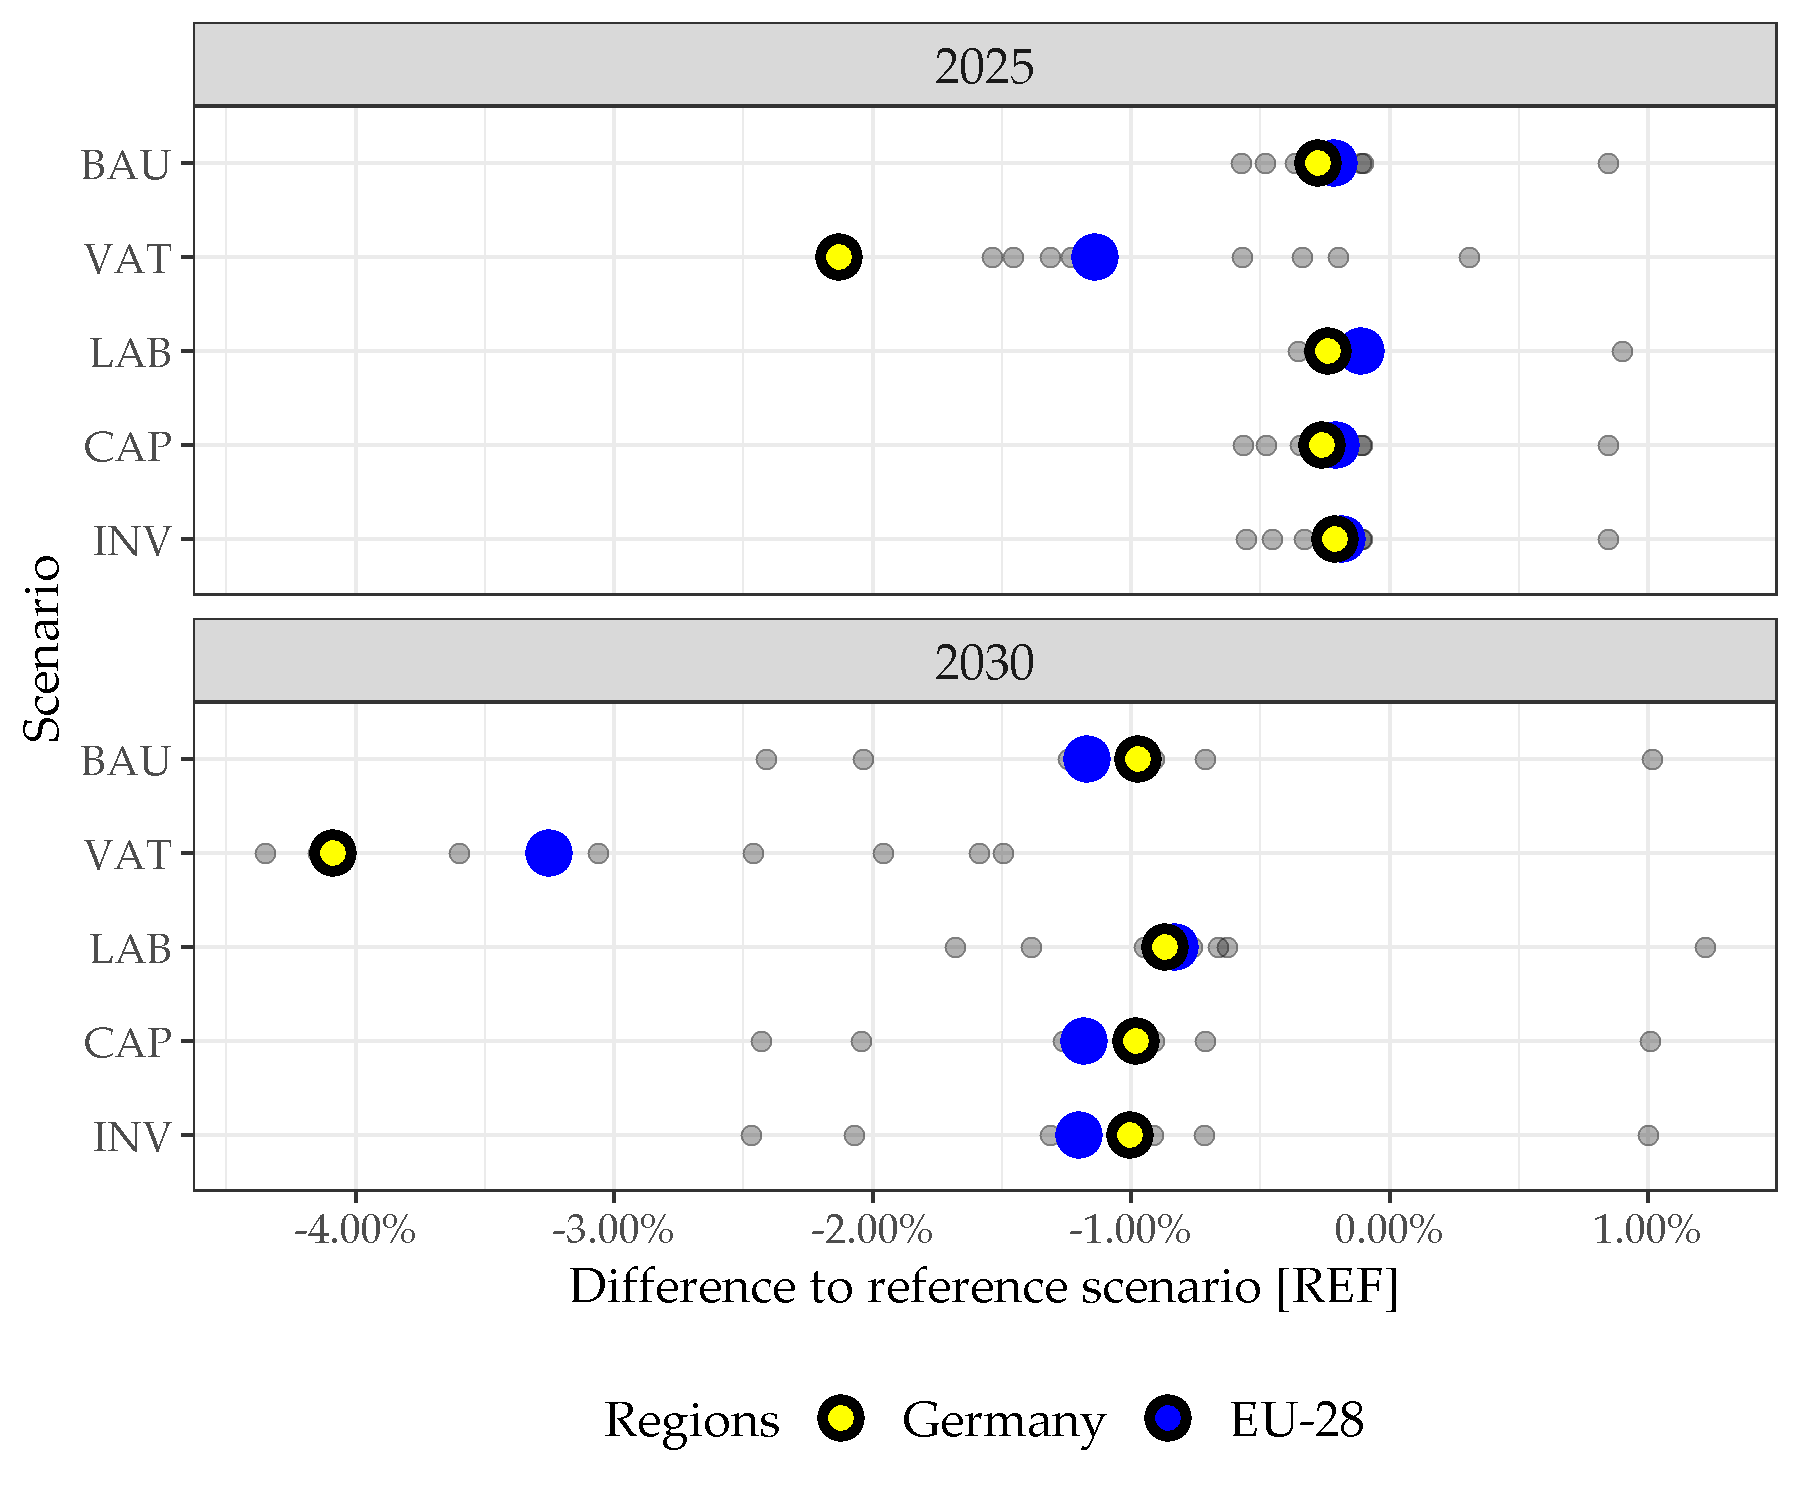 2025
BAU
VAT
LAB
CAP
INV
Scenario
2030
BAU
VAT
LAB
CAP
INV
-4.00% -3.00% -2.00% -1.00% 0.00% 1.00%
Difference to reference scenario [REF]
Regions Germany EU-28